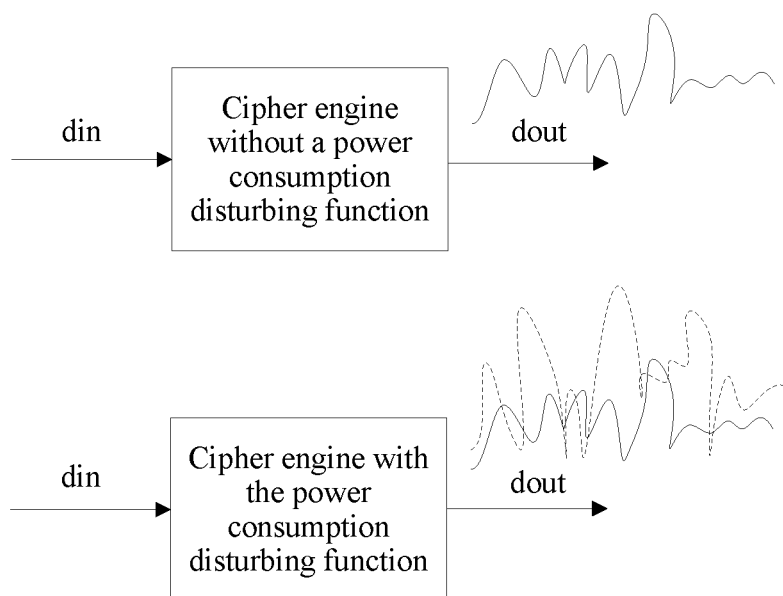 din
Cipher engine
without a power
consumption
disturbing function
dout
din
Cipher engine with
the power
consumption
disturbing function
dout